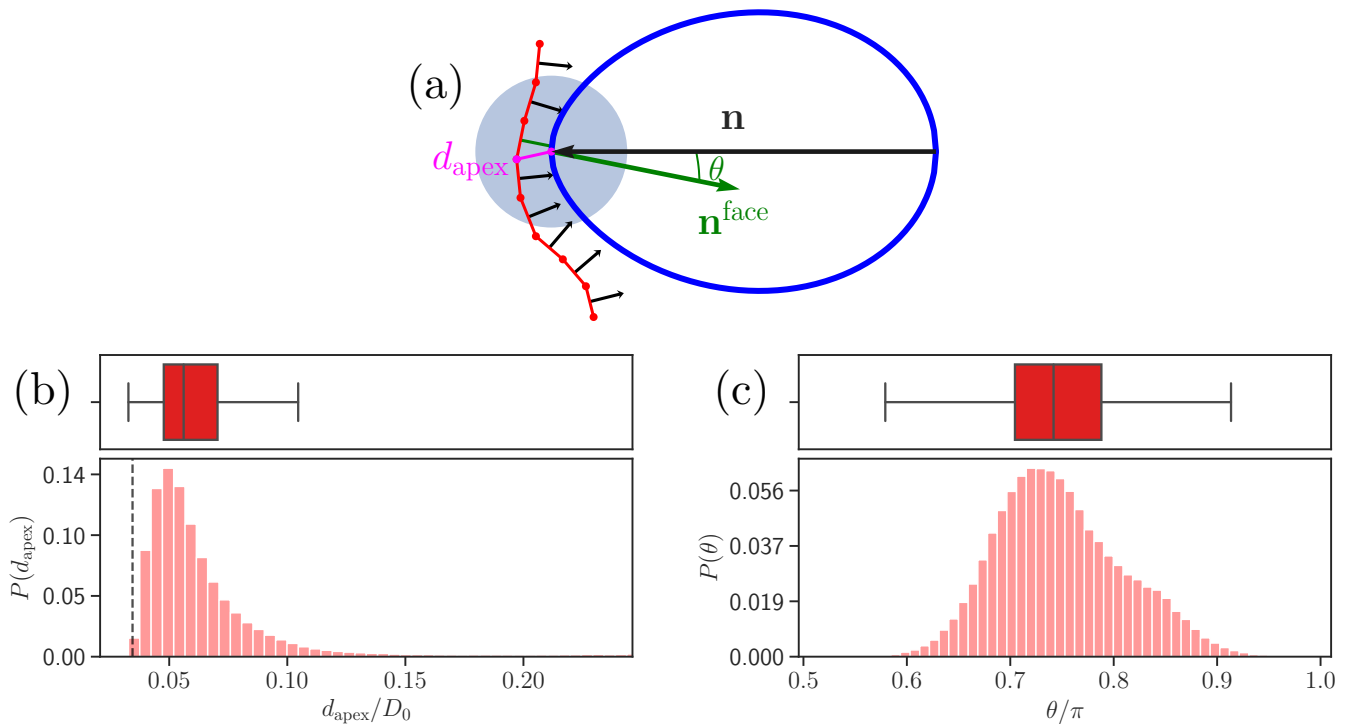 (a)
n
d_apex
θ
n^face
(b)
(c)
0.14
0.10
0.05
0.00
P(d_apex)
0.05 0.10 0.15 0.20
d_apex/D_0
0.056
0.037
0.019
0.000
P(θ)
0.5 0.6 0.7 0.8 0.9 1.0
θ/π